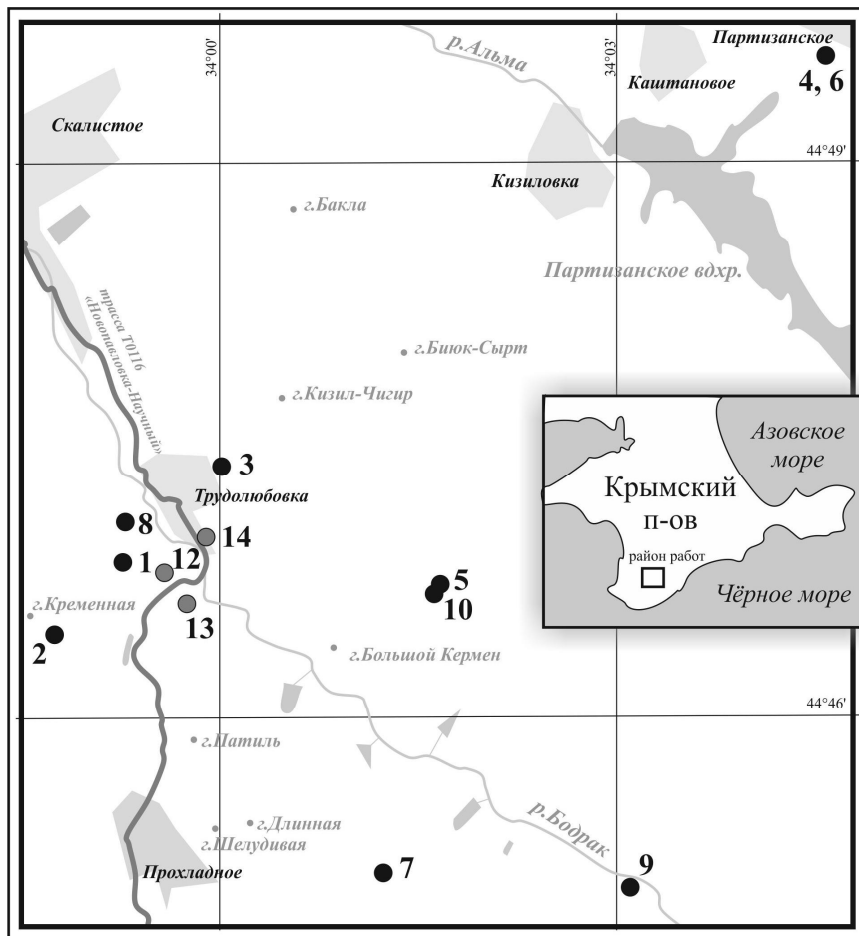 34°00'
34°03'
р.Альма
Партизанское
4, 6
Каштановое
Скалистое
44°49'
Кизиловка
г.Бакла
Партизанское вдхр.
трасса Т0116
«Новопавловка-Научный»
г.Биюк-Сырт
г.Кизил-Чигир
Азовское
море
Крымский
п-ов
район работ
Чёрное море
3
Трудолюбовка
8
14
1
12
5
10
13
г.Кременная
2
г.Большой Кермен
44°46'
г.Патиль
р.Бодрак
г.Длинная
г.Шелудивая
Прохладное
7
9